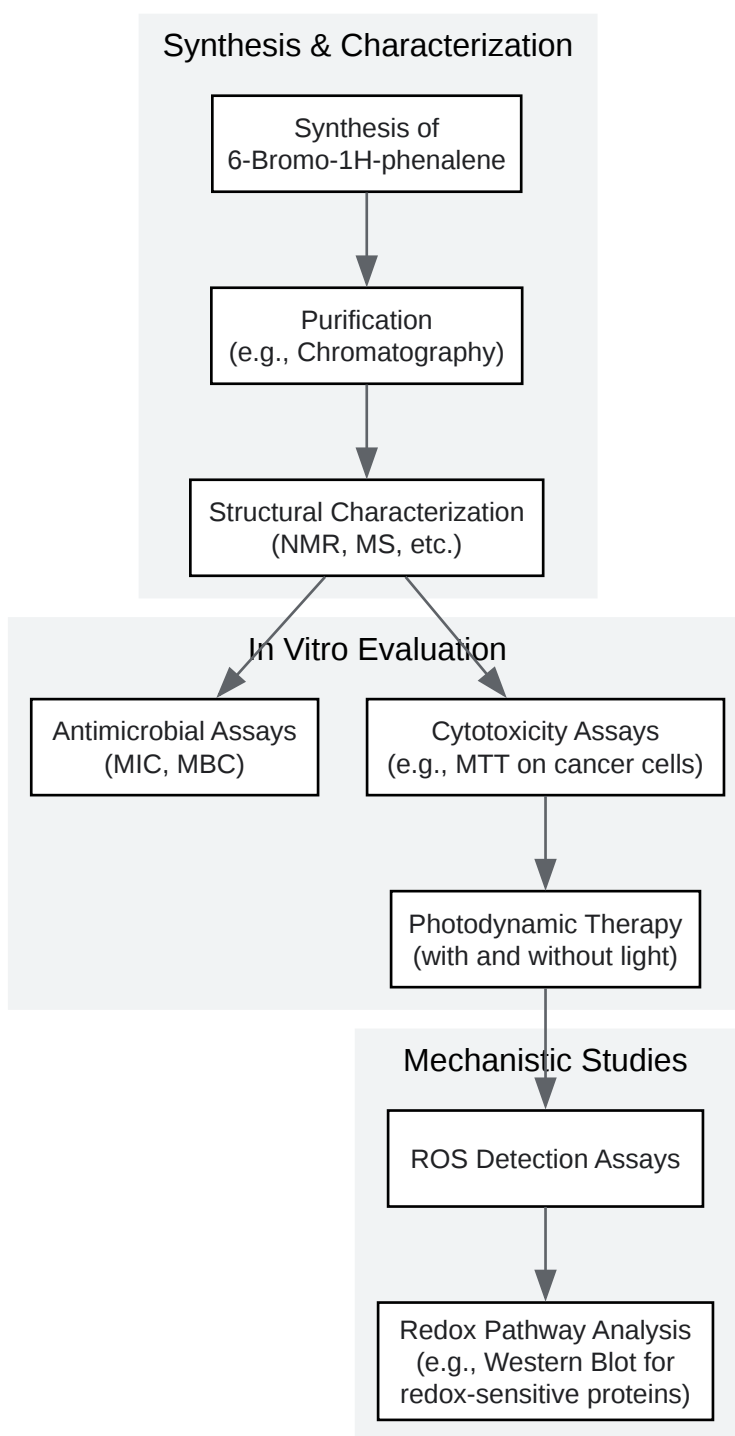 Synthesis & Characterization
Synthesis of
6-Bromo-1H-phenalene
Purification
(e.g., Chromatography)
Structural Characterization
(NMR, MS, etc.)
In Vitro Evaluation
Antimicrobial Assays
(MIC, MBC)
Cytotoxicity Assays
(e.g., MTT on cancer cells)
Photodynamic Therapy
(with and without light)
Mechanistic Studies
ROS Detection Assays
Redox Pathway Analysis
(e.g., Western Blot for
redox-sensitive proteins)